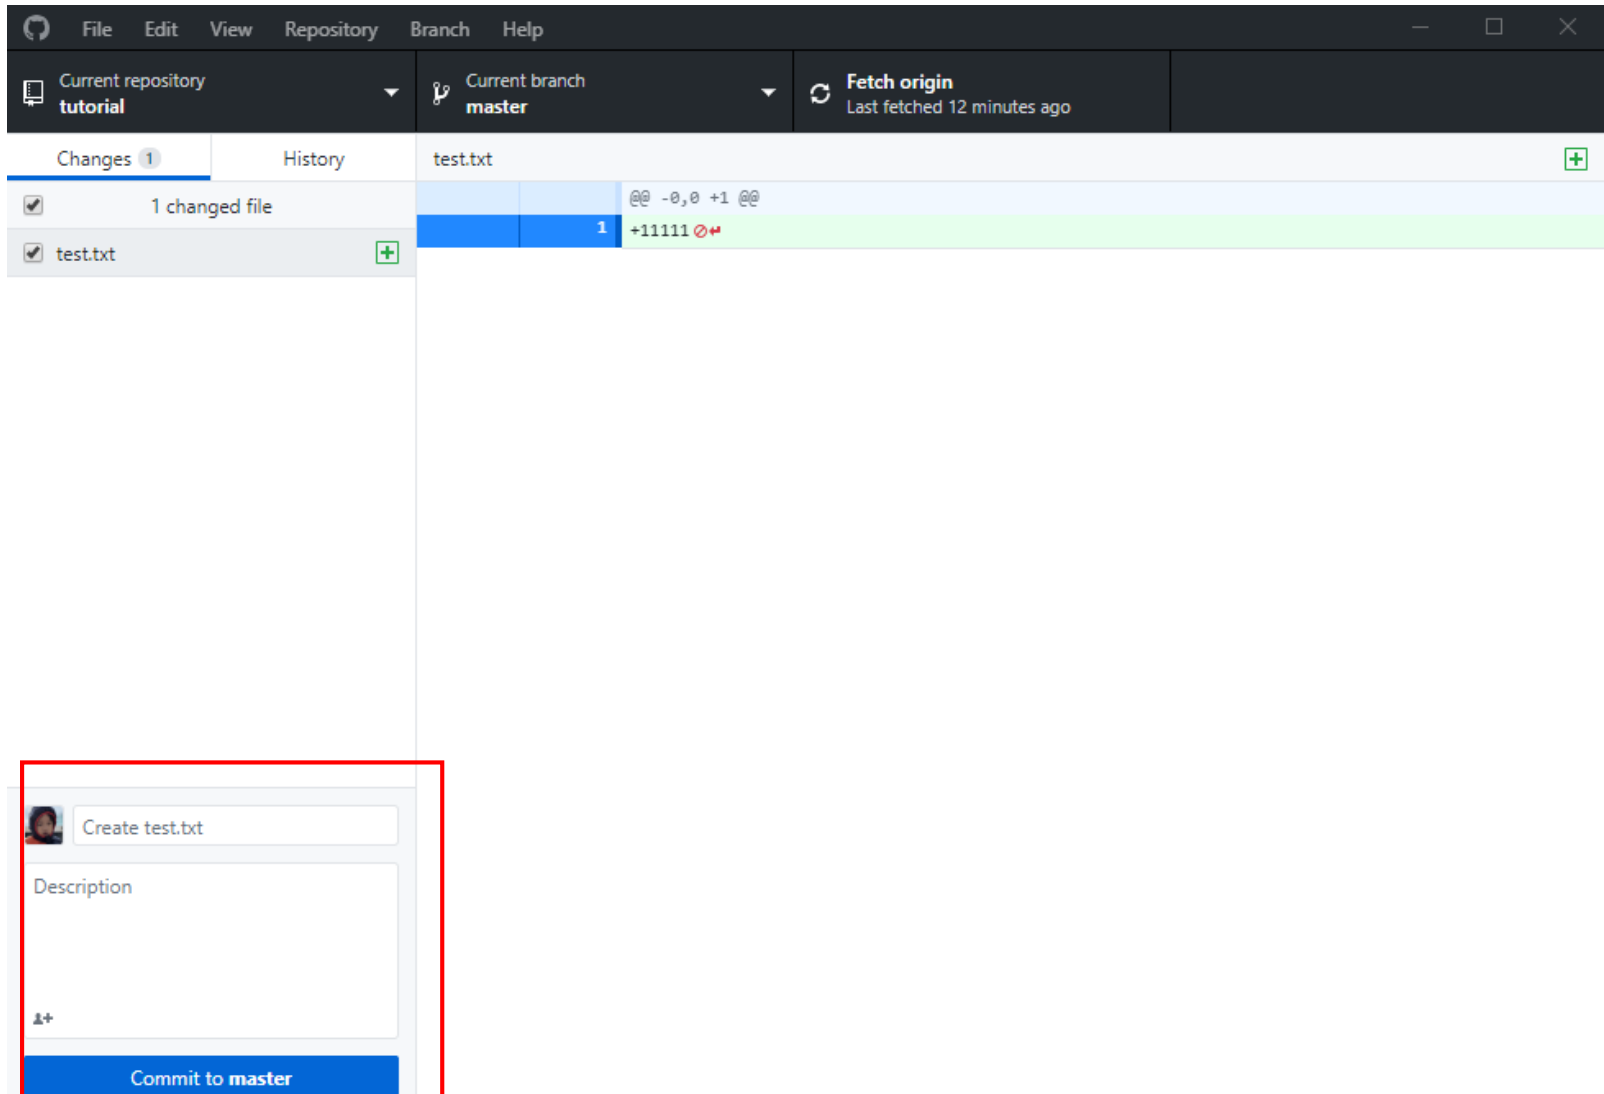 File Edit View Repository Branch Help
Current repository
tutorial
Current branch
master
Fetch origin
Last fetched 12 minutes ago
Changes 1
History
test.txt
1 changed file
@@ -0,0 +1 @@
1 +11111
test.txt
Create test.txt
Description
Commit to master